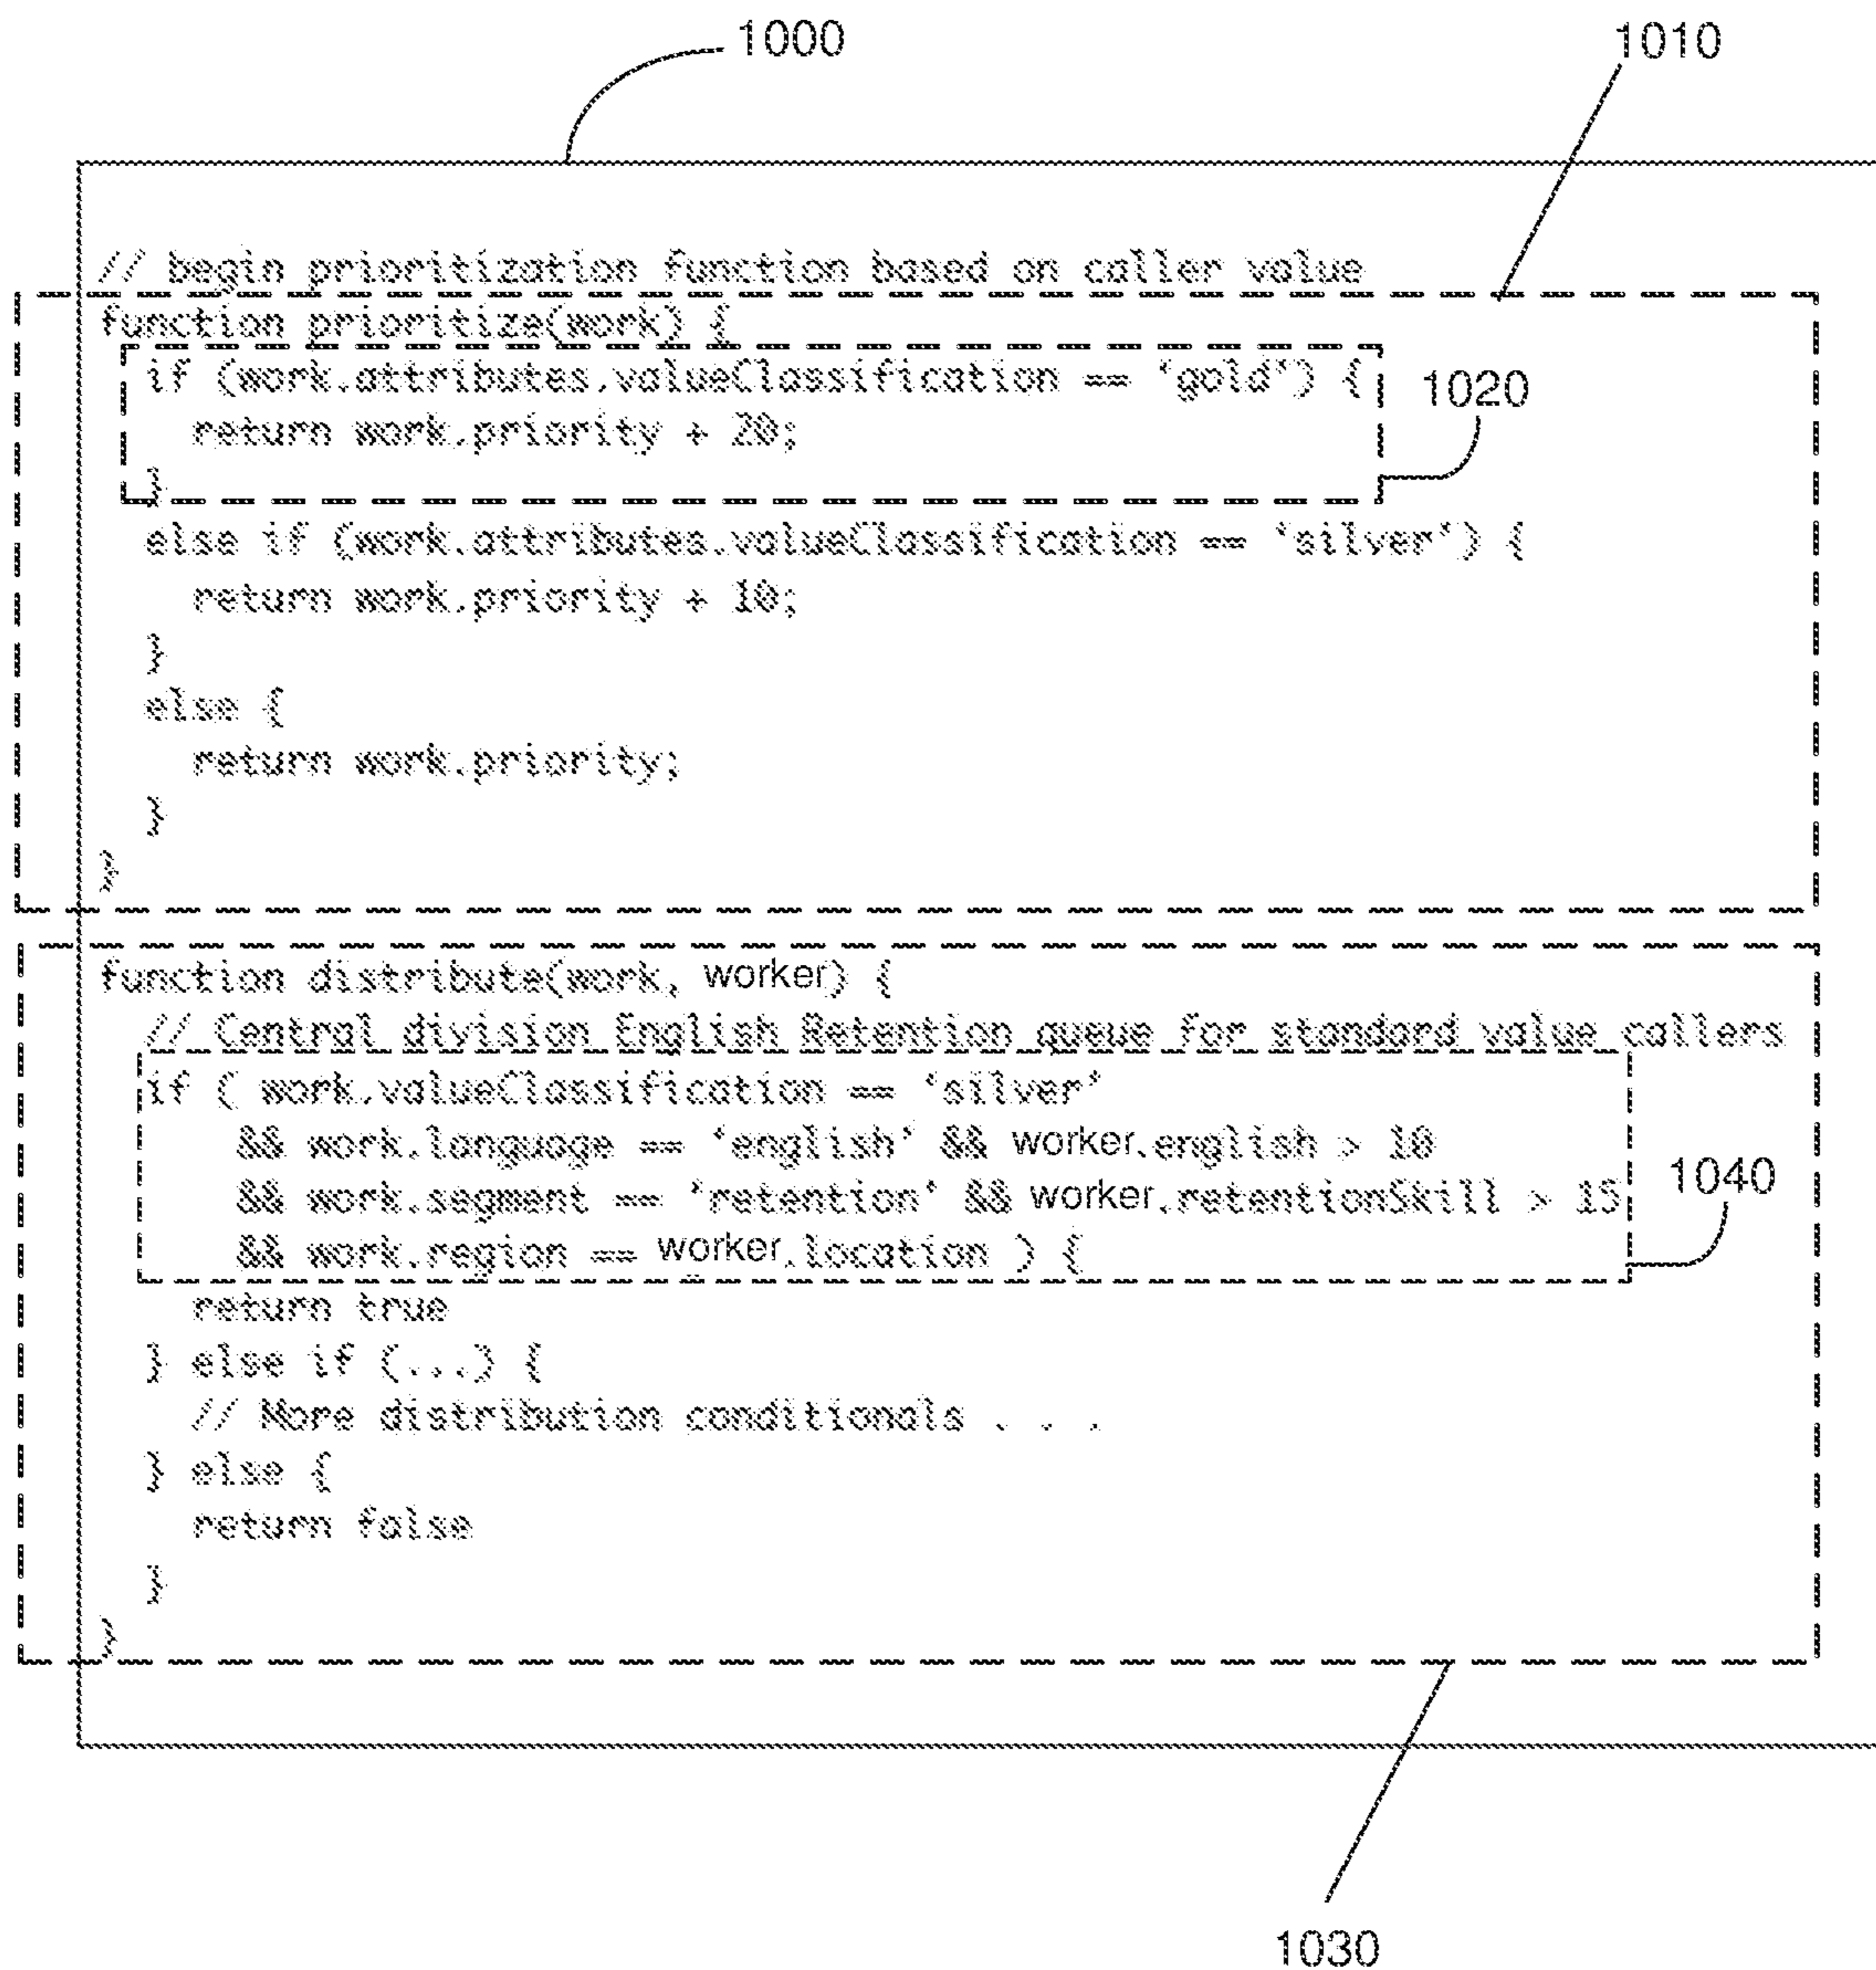 1000
1010
// begin prioritization function based on caller value
function prioritize(work) {
if (work.attributes.valueClassification == 'gold') {
1020
return work.priority + 20;
}
else if (work.attributes.valueClassification == 'silver') {
return work.priority + 10;
}
else {
return work.priority;
}
}
function distribute(work, worker) {
// Central division English Retention queue for standard value callers
if ( work.valueClassification == 'silver'
&& work.language == 'english' && worker.english > 10
&& work.segment == 'retention' && worker.retentionSkill > 15
1040
&& work.region == worker.location ) {
return true
} else if (...) {
// More distribution conditionals . . .
} else {
return false
}
}
1030